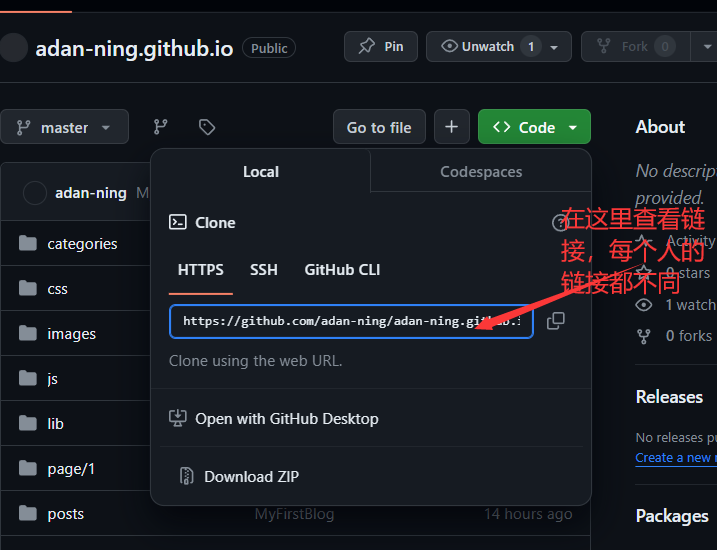 adan-ning.github.io Public Pin Unwatch 1 Fork 0
master Go to file + Code
About
Local Codespaces
No descrip
provided.
adan-ning M
Clone
在这里查看链
接，每个人的
链接都不同
categories
Activity
HTTPS SSH GitHub CLI
0 stars
css
1 watch
https://github.com/adan-ning/adan-ning.github.i
images
0 forks
Clone using the web URL.
js
Releases
lib
Open with GitHub Desktop
No releases pu
Create a new r
page/1
Download ZIP
posts MyFirstBlog 14 hours ago
Packages